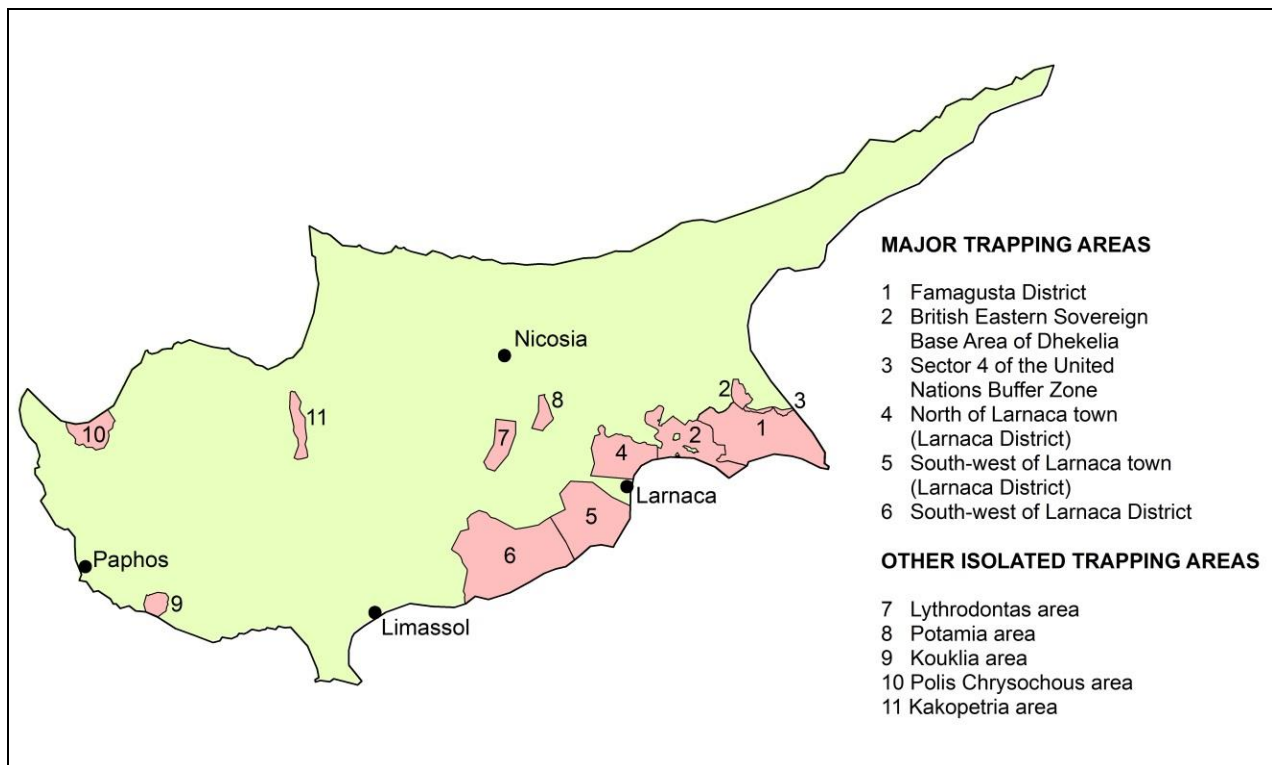 Nicosia
2
3
8
11
1
10
7
2
4
Larnaca
5
6
Paphos
9
Limassol
MAJOR TRAPPING AREAS
1 Famagusta District
2 British Eastern Sovereign
Base Area of Dhekelia
3 Sector 4 of the United
Nations Buffer Zone
4 North of Larnaca town
(Larnaca District)
5 South-west of Larnaca town
(Larnaca District)
6 South-west of Larnaca District
OTHER ISOLATED TRAPPING AREAS
7 Lythrodontas area
8 Potamia area
9 Kouklia area
10 Polis Chrysochous area
11 Kakopetria area